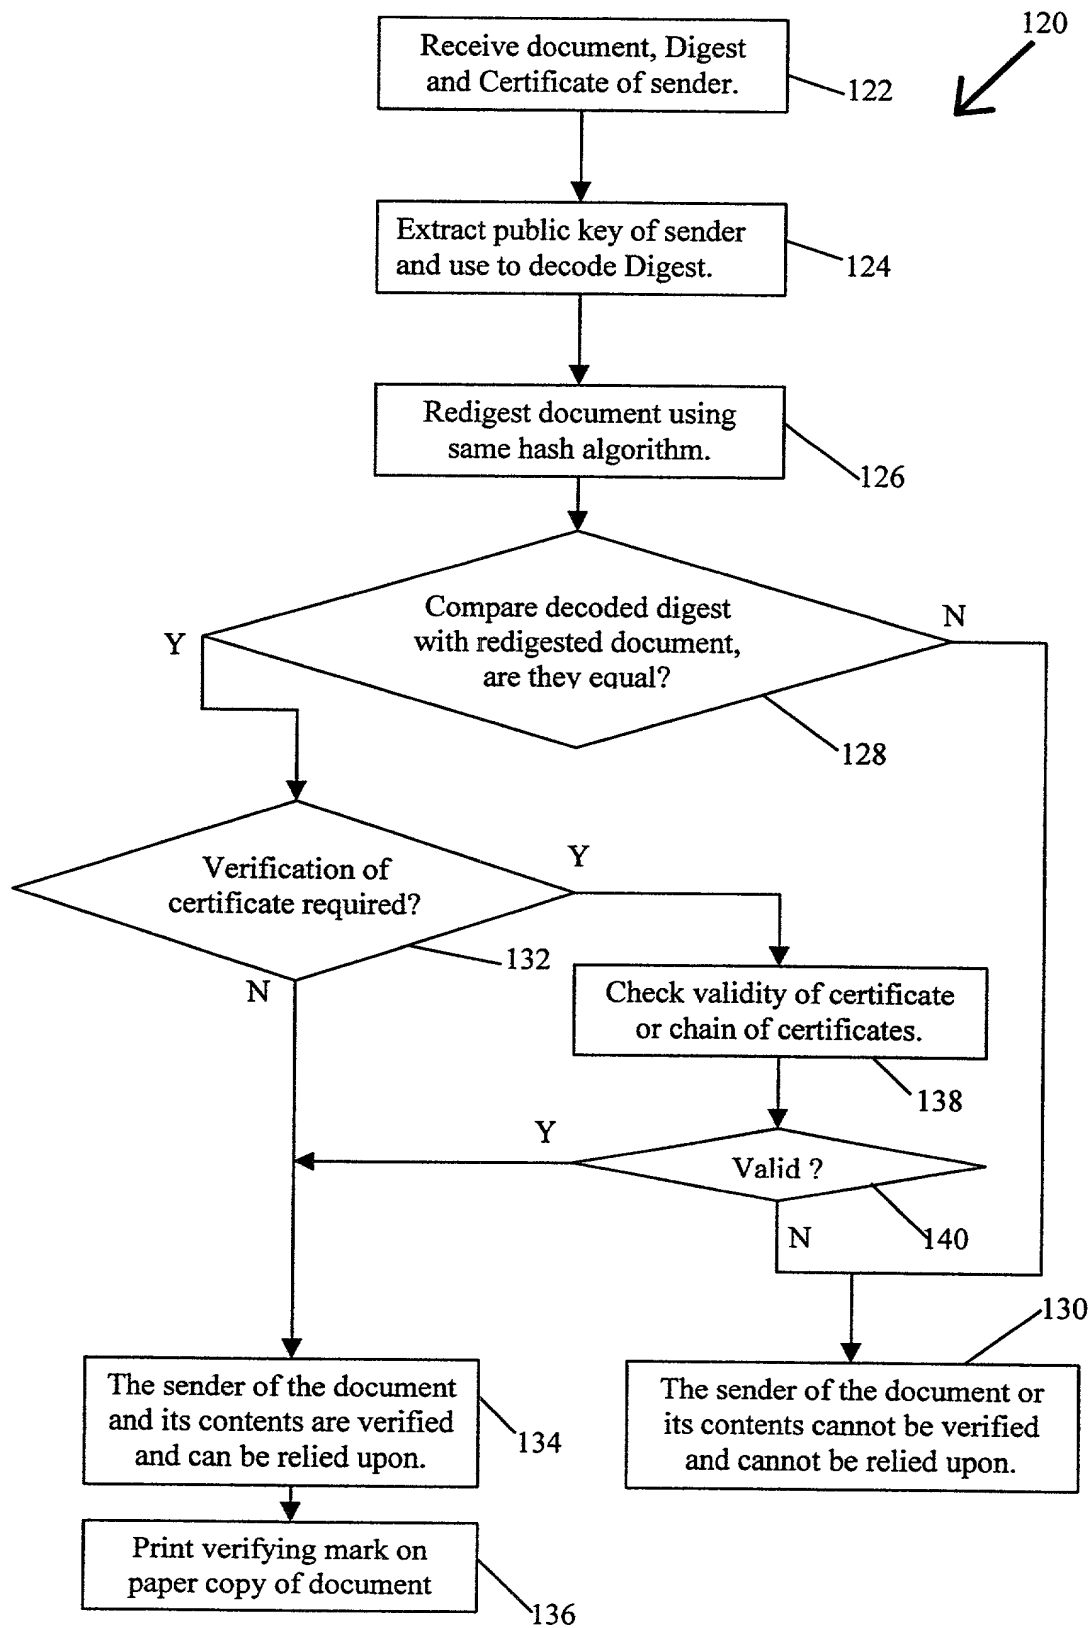 120
Receive document, Digest
and Certificate of sender.
122
Extract public key of sender
and use to decode Digest.
124
Redigest document using
same hash algorithm.
126
Compare decoded digest
with redigested document,
are they equal?
Y
N
128
Verification of
certificate required?
Y
132
N
Check validity of certificate
or chain of certificates.
138
Y
Valid ?
N
140
130
The sender of the document
and its contents are verified
and can be relied upon.
134
The sender of the document or
its contents cannot be verified
and cannot be relied upon.
Print verifying mark on
paper copy of document
136